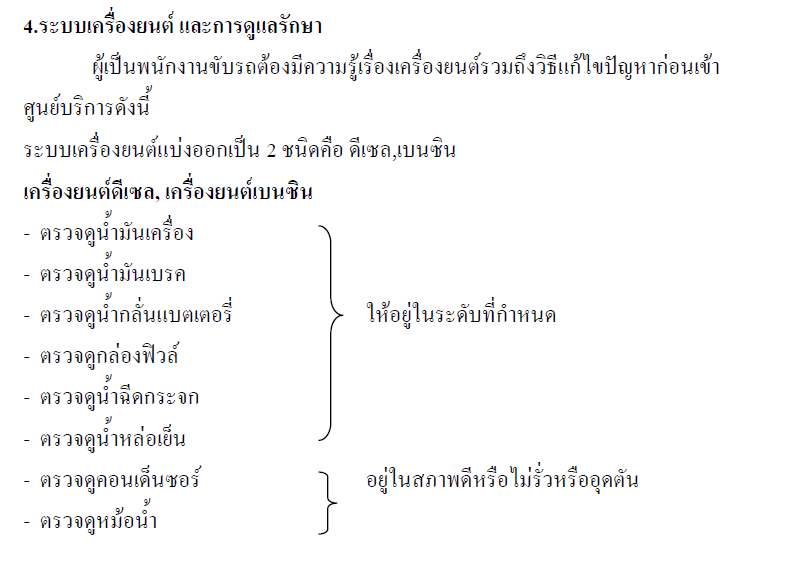 4.ระบบเครื่องยนต์ และการดูแลรักษา
ผู้เป็นพนักงานขับรถต้องมีความรู้เรื่องเครื่องยนต์รวมถึงวิธีแก้ไขปัญหาก่อนเข้า
ศูนย์บริการดังนี้
ระบบเครื่องยนต์แบ่งออกเป็น 2 ชนิดคือ ดีเซล,เบนซิน
เครื่องยนต์ดีเซล, เครื่องยนต์เบนซิน
- ตรวจดูน้ำมันเครื่อง
- ตรวจดูน้ำมันเบรค
- ตรวจดูน้ำกลั่นแบตเตอรี่ ให้อยู่ในระดับที่กำหนด
- ตรวจดูกล่องฟิวล์
- ตรวจดูน้ำฉีดกระจก
- ตรวจดูน้ำหล่อเย็น
- ตรวจดูคอนเด็นซอร์ อยู่ในสภาพดีหรือไม่รั่วหรืออุดตัน
- ตรวจดูหม้อน้ำ